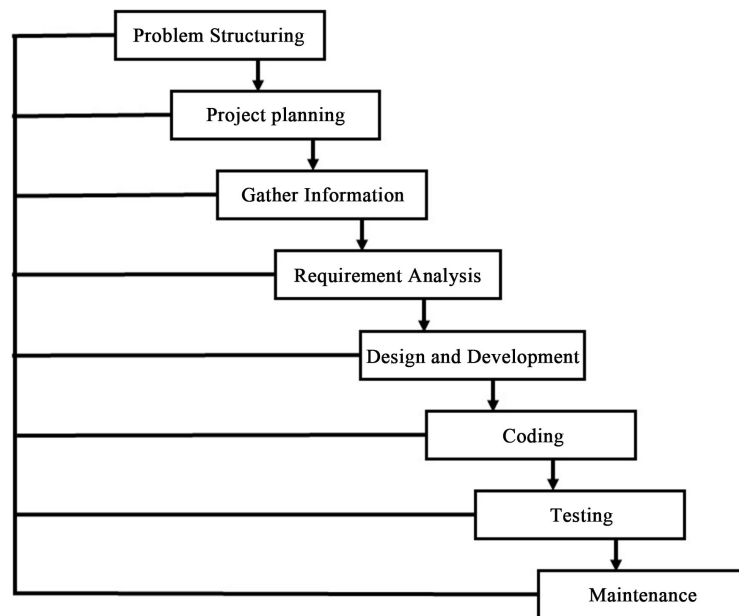 Problem Structuring
Project planning
Gather Information
Requirement Analysis
Design and Development
Coding
Testing
Maintenance